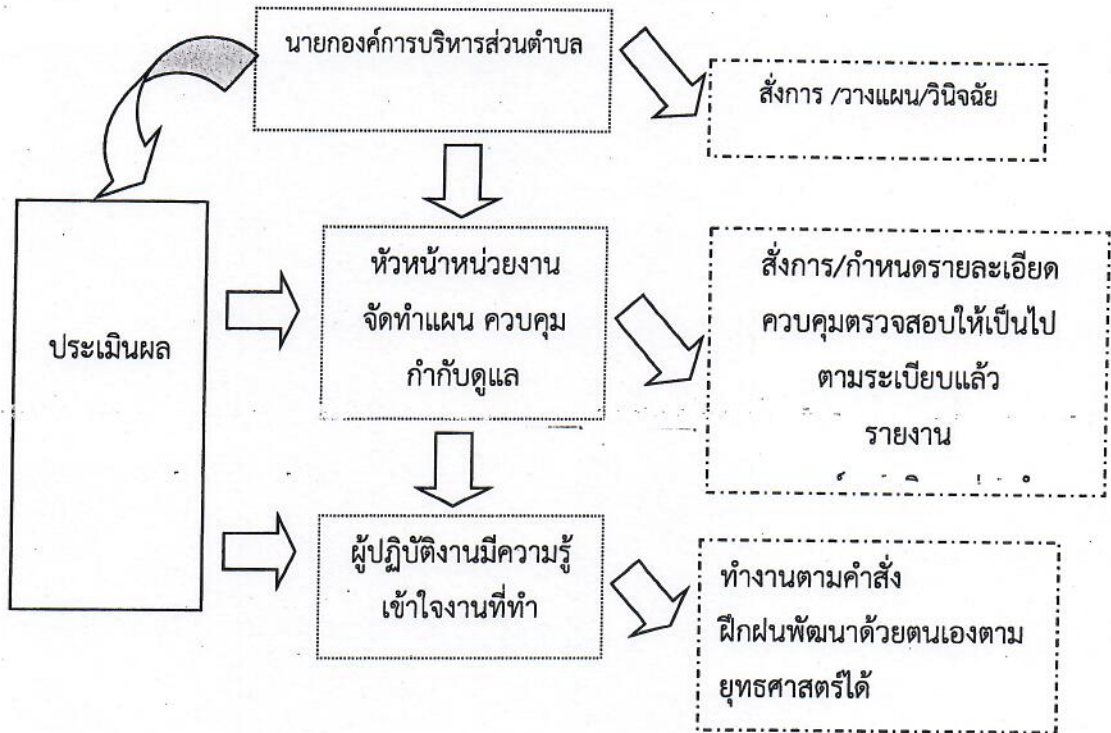 นายกองค์การบริหารส่วนตำบล
สั่งการ /วางแผน/วินิจฉัย
ประเมินผล
หัวหน้าหน่วยงาน
จัดทำแผน ควบคุม
กำกับดูแล
สั่งการ/กำหนดรายละเอียด
ควบคุมตรวจสอบให้เป็นไป
ตามระเบียบแล้ว
รายงาน
ผู้ปฏิบัติงานมีความรู้
เข้าใจงานที่ทำ
ทำงานตามคำสั่ง
ฝึกฝนพัฒนาด้วยตนเองตาม
ยุทธศาสตร์ได้